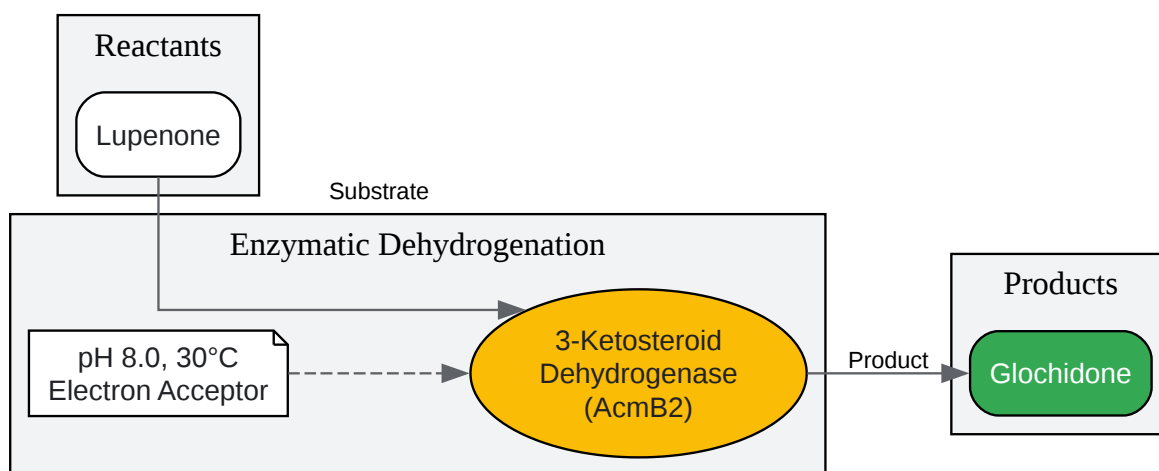 Reactants
Lupenone
Substrate
Enzymatic Dehydrogenation
pH 8.0, 30°C
Electron Acceptor
3-Ketosteroid
Dehydrogenase
(AcmB2)
Product
Products
Glochidone